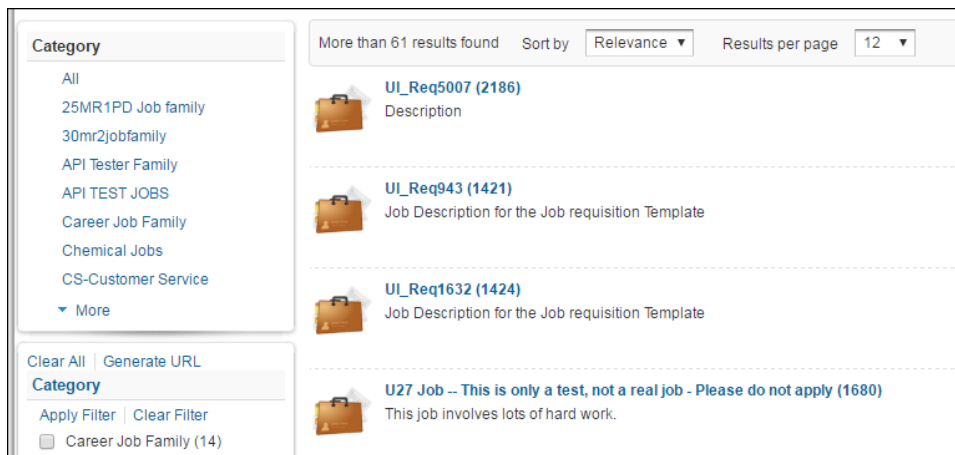 Category
All
25MR1PD Job family
30mr2jobfamily
API Tester Family
API TEST JOBS
Career Job Family
Chemical Jobs
CS-Customer Service
More
Clear All | Generate URL
Category
Apply Filter | Clear Filter
Career Job Family (14)
More than 61 results found Sort by Relevance Results per page 12
UI_Req5007 (2186)
Description
UI_Req943 (1421)
Job Description for the Job requisition Template
UI_Req1632 (1424)
Job Description for the Job requisition Template
U27 Job -- This is only a test, not a real job - Please do not apply (1680)
This job involves lots of hard work.